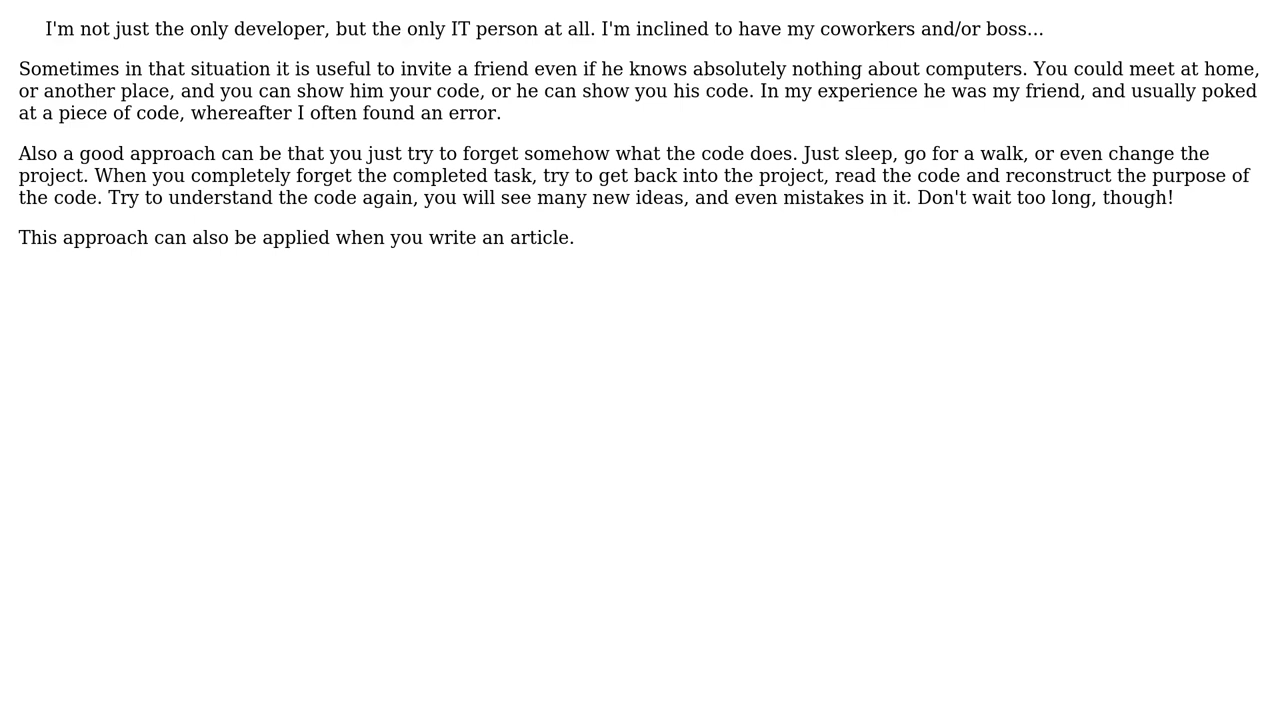 I'm not just the only developer, but the only IT person at all. I'm inclined to have my coworkers and/or boss...
Sometimes in that situation it is useful to invite a friend even if he knows absolutely nothing about computers. You could meet at home,
or another place, and you can show him your code, or he can show you his code. In my experience he was my friend, and usually poked
at a piece of code, whereafter I often found an error.
Also a good approach can be that you just try to forget somehow what the code does. Just sleep, go for a walk, or even change the
project. When you completely forget the completed task, try to get back into the project, read the code and reconstruct the purpose of
the code. Try to understand the code again, you will see many new ideas, and even mistakes in it. Don't wait too long, though!
This approach can also be applied when you write an article.